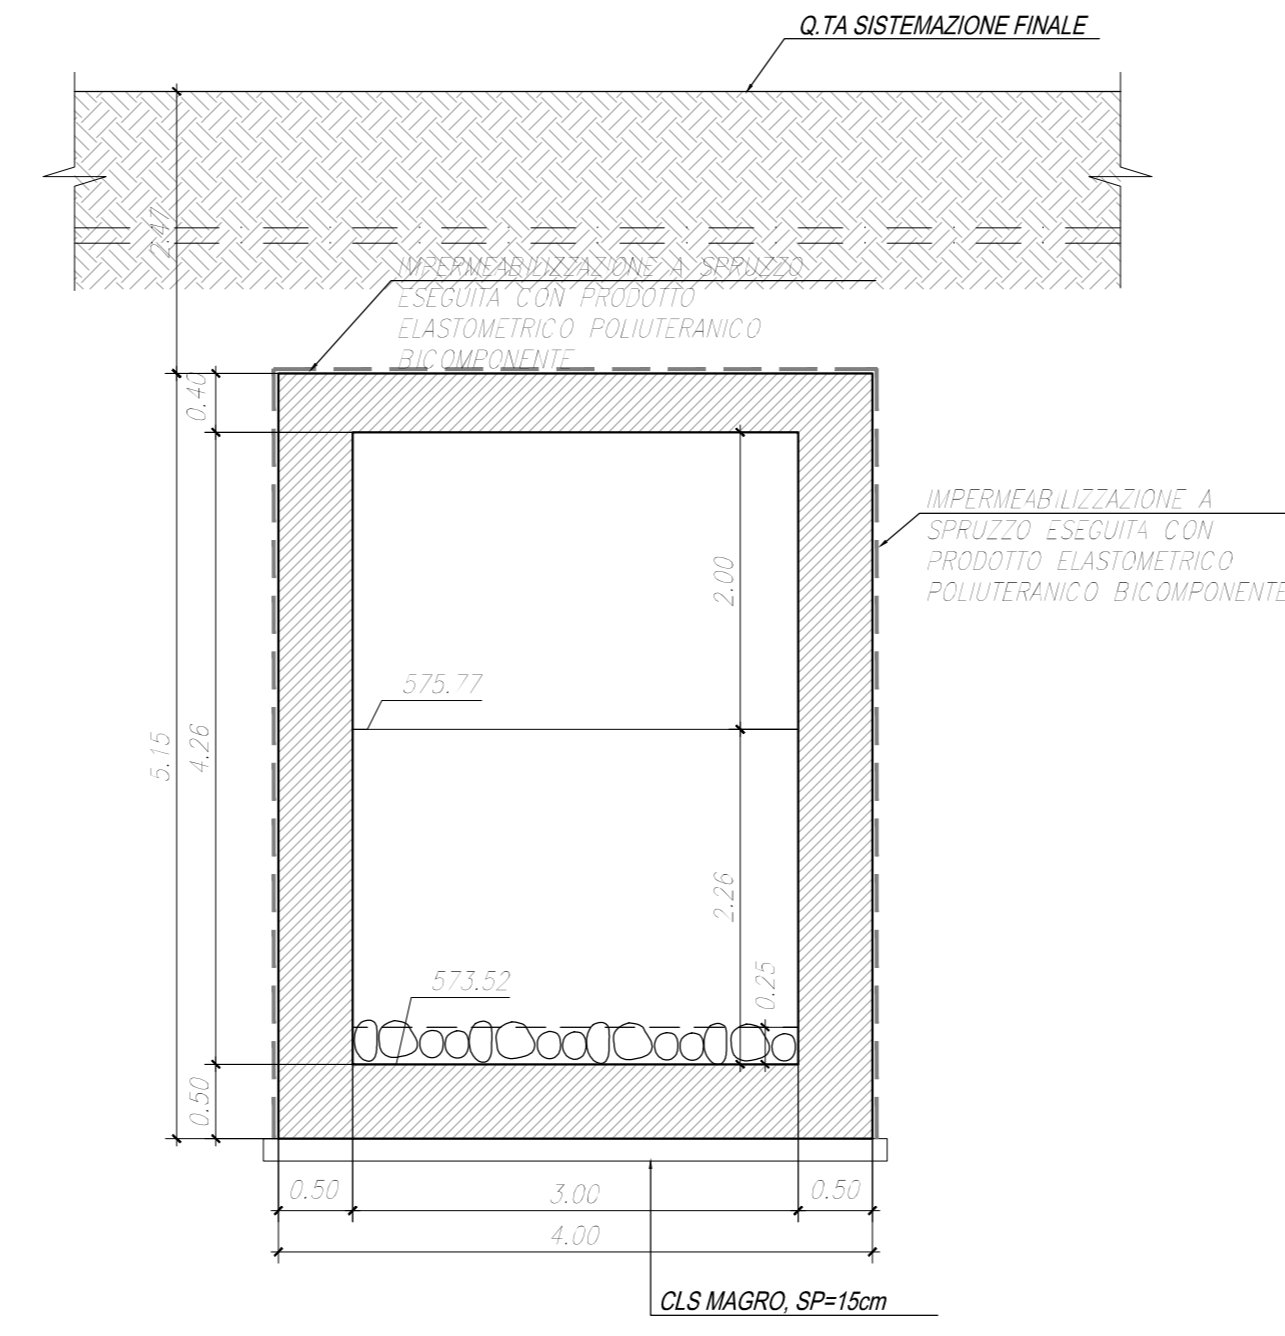 Q.TA SISTEMAZIONE FINALE
IMPERMEABILIZZAZIONE A SPRUZZO
ESEGUITA CON PRODOTTO
ELASTOMETRICO POLIUTERANICO
BICOMPONENTE
0.40
IMPERMEABILIZZAZIONE A
SPRUZZO ESEGUITA CON
PRODOTTO ELASTOMETRICO
POLIUTERANICO BICOMPONENTE
2.00
575.77
5.15
4.26
2.26
0.25
573.52
0.50
0.50
3.00
0.50
4.00
CLS MAGRO, SP=15cm